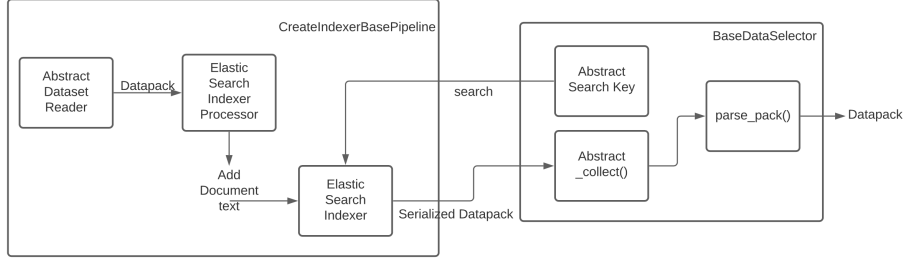 CreateIndexerBasePipeline
Abstract
Dataset
Reader
Datapack
Elastic
Search
Indexer
Processor
Add
Document
text
Elastic
Search
Indexer
search
Serialized Datapack
BaseDataSelector
Abstract
Search Key
Abstract
_collect()
parse_pack()
Datapack